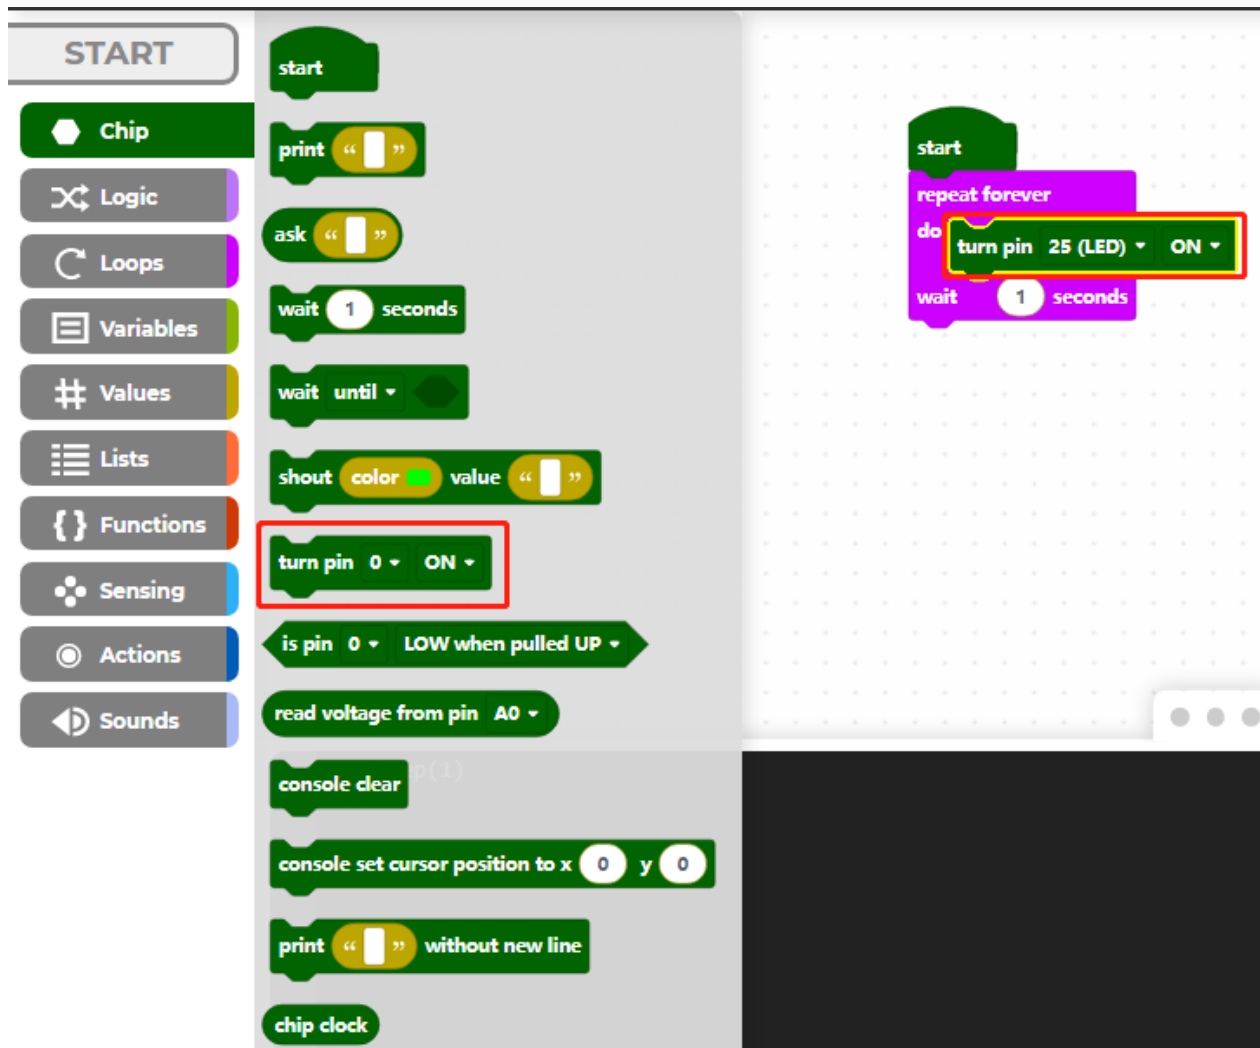 START
Chip
Logic
Loops
Variables
Values
Lists
Functions
Sensing
Actions
Sounds
start
print “ ”
ask “ ”
wait 1 seconds
wait until
shout color value “ ”
turn pin 0 ON
is pin 0 LOW when pulled UP
read voltage from pin A0
p(1)
console clear
console set cursor position to x 0 y 0
print “ ” without new line
chip clock
start
repeat forever
do
turn pin 25 (LED) ON
wait 1 seconds